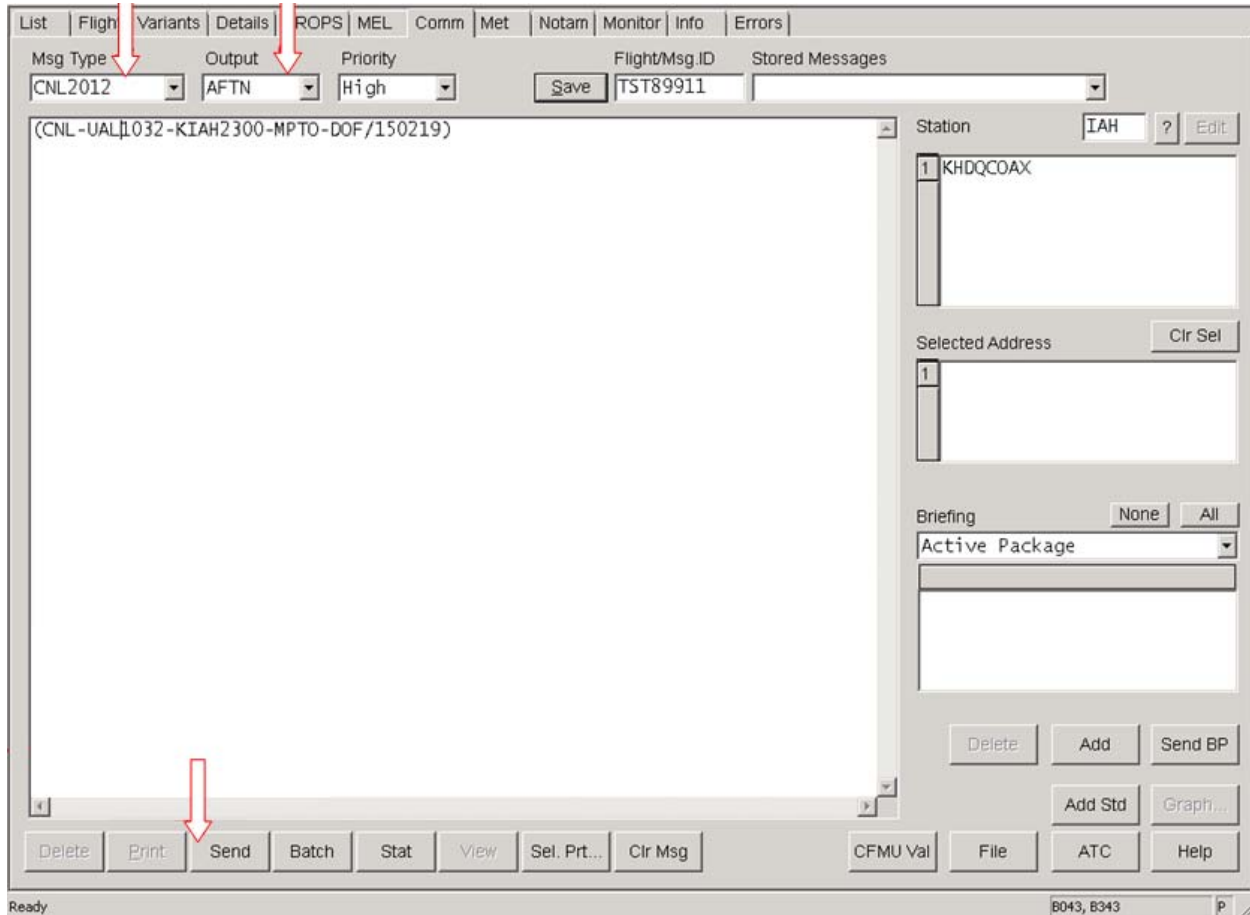 List Flight Variants Details ROPS MEL Comm Met Notam Monitor Info Errors
Msg Type Output Priority Flight/Msg.ID Stored Messages
CNL2012 AFTN High Save TST89911
(CNL-UAL1032-KIAH2300-MPTO-DOF/150219)
Station IAH ? Edit
1 KHDQCOAX
Selected Address Clr Sel
1
Briefing None All
Active Package
Delete Add Send BP
Add Std Graph...
Delete Print Send Batch Stat View Sel. Prt... Clr Msg CFMU Val File ATC Help
Ready B043, B343 P